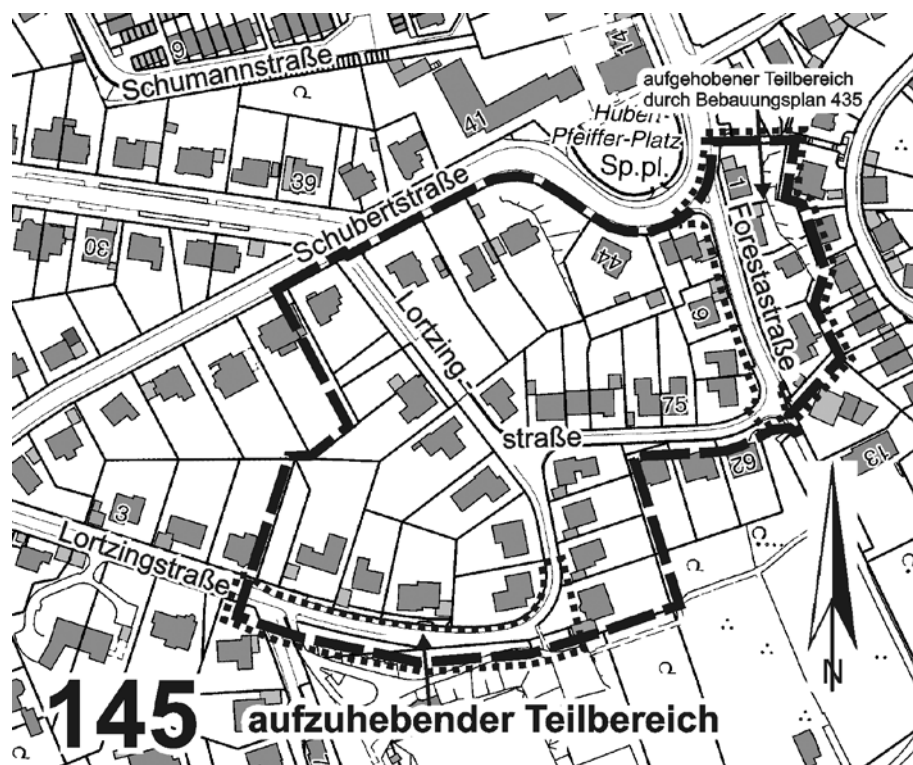 9
Schumannstraße
14
aufgehobener Teilbereich
durch Bebauungsplan 435
41
Hubert-
Pfeiffer-Platz
Sp.pl.
39
1
Schubertstraße
Forestastraße
30
44
Lortzing-
9
75
straße
62
13
3
Lortzingstraße
N
145
aufzuhebender Teilbereich